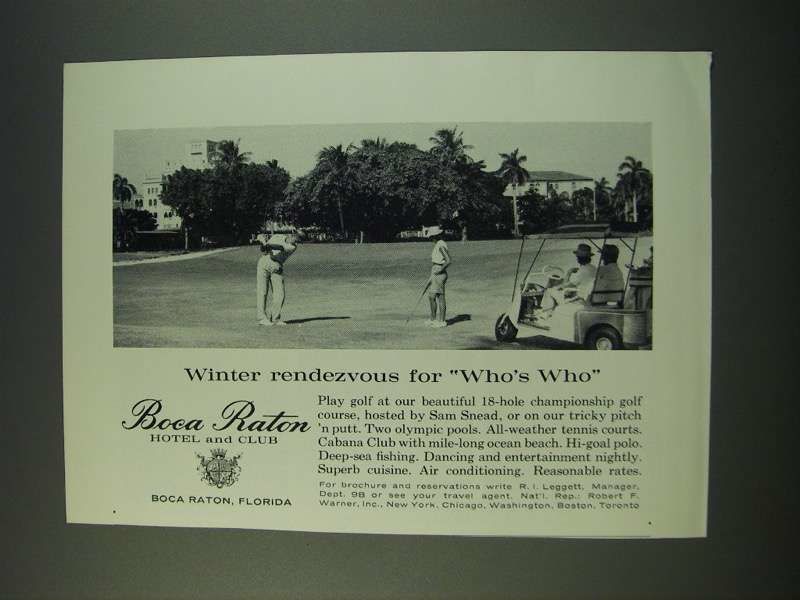 Winter rendezvous for "Who's Who"
Boca Raton
HOTEL and CLUB
BOCA RATON, FLORIDA
Play golf at our beautiful 18-hole championship golf
course, hosted by Sam Snead, or on our tricky pitch
'n putt. Two olympic pools. All-weather tennis courts.
Cabana Club with mile-long ocean beach. Hi-goal polo.
Deep-sea fishing. Dancing and entertainment nightly.
Superb cuisine. Air conditioning. Reasonable rates.
For brochure and reservations write R. I. Leggett, Manager,
Dept. 9B or see your travel agent. Nat'l. Rep.: Robert F.
Warner, Inc., New York, Chicago, Washington, Boston, Toronto